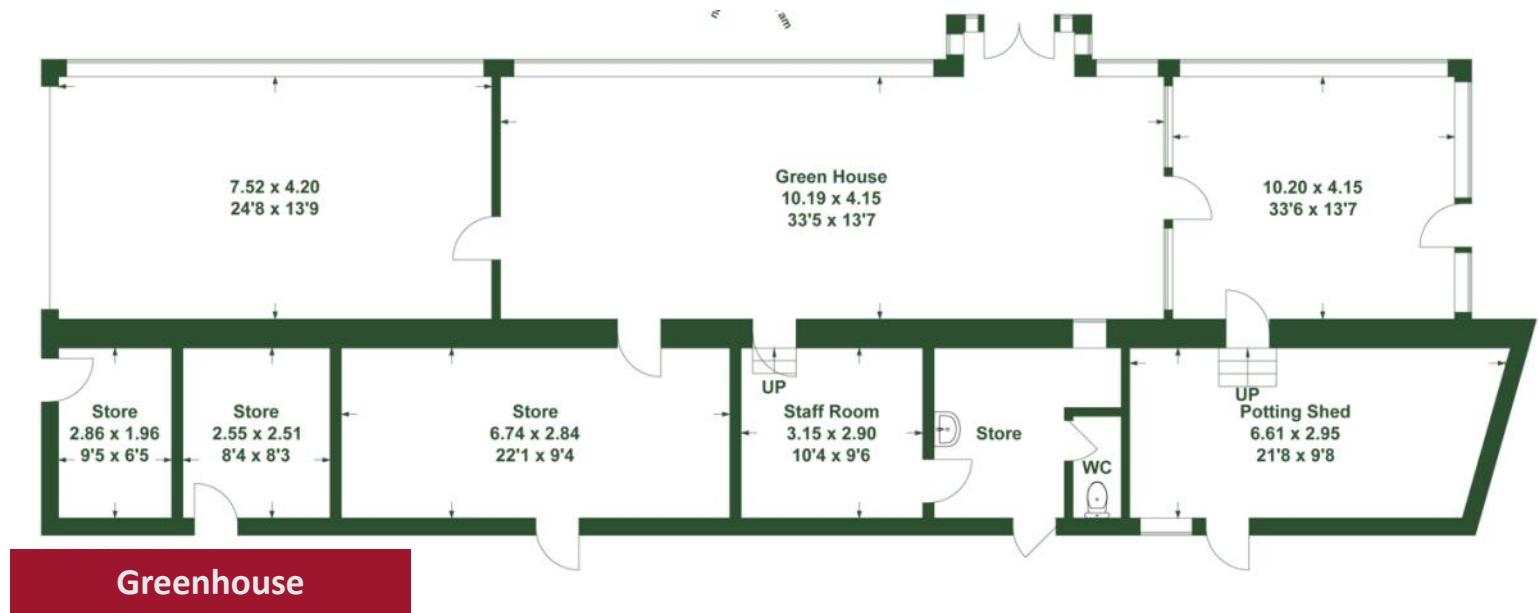 7.52 x 4.20
24'8 x 13'9
Green House
10.19 x 4.15
33'5 x 13'7
10.20 x 4.15
33'6 x 13'7
Store
2.86 x 1.96
9'5 x 6'5
Store
2.55 x 2.51
8'4 x 8'3
Store
6.74 x 2.84
22'1 x 9'4
UP
Staff Room
3.15 x 2.90
10'4 x 9'6
Store
WC
UP
Potting Shed
6.61 x 2.95
21'8 x 9'8
Greenhouse